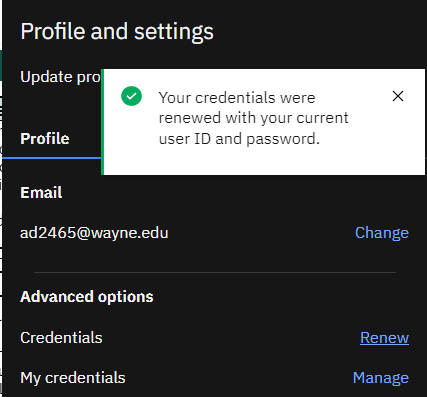 Profile and settings
Update pro
Your credentials were
renewed with your current
user ID and password.
Profile
Email
ad2465@wayne.edu Change
Advanced options
Credentials Renew
My credentials Manage